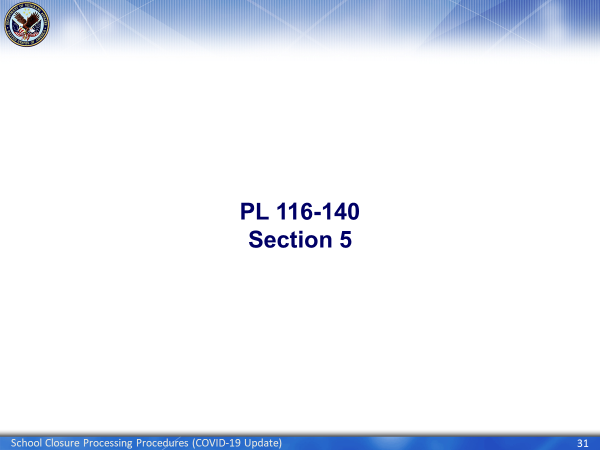 PL 116-140
Section 5
School Closure Processing Procedures (COVID-19 Update)
31